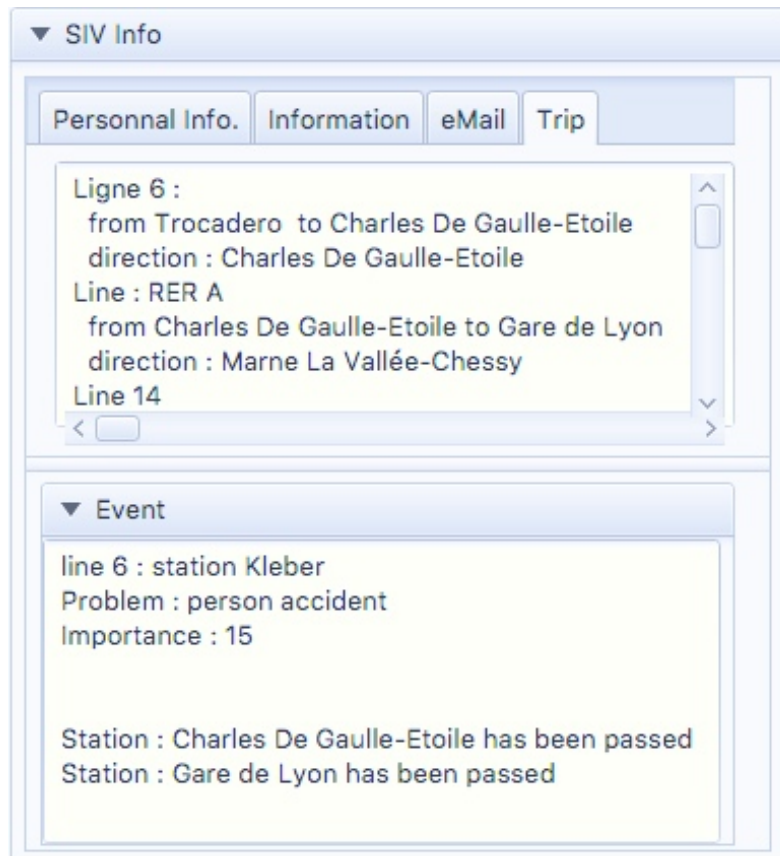 SIV Info
Personnal Info. Information eMail Trip
Ligne 6 :
from Trocadero to Charles De Gaulle-Etoile
direction : Charles De Gaulle-Etoile
Line : RER A
from Charles De Gaulle-Etoile to Gare de Lyon
direction : Marne La Vallée-Chessy
Line 14
Event
line 6 : station Kleber
Problem : person accident
Importance : 15
Station : Charles De Gaulle-Etoile has been passed
Station : Gare de Lyon has been passed